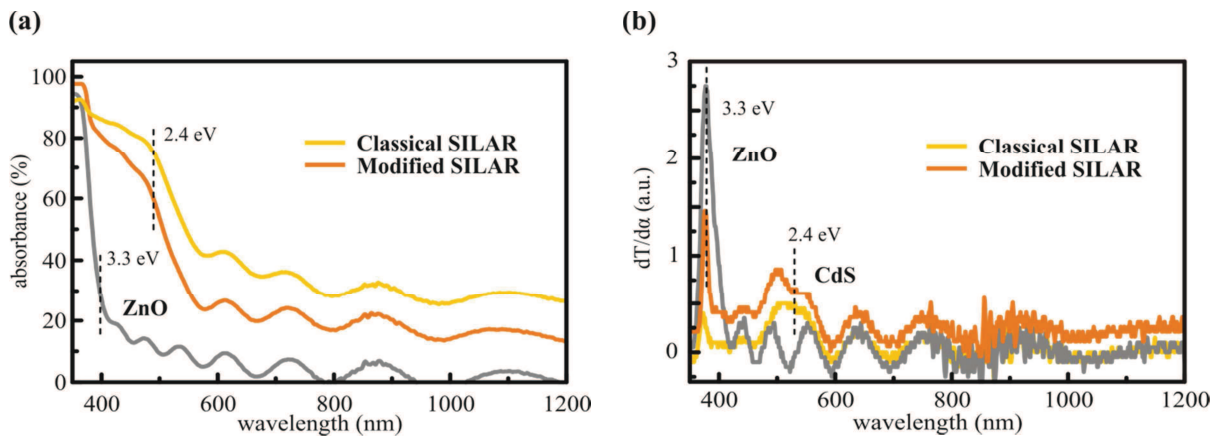 (a)
100
80
60
40
20
0
absorbance (%)
2.4 eV
3.3 eV
ZnO
Classical SILAR
Modified SILAR
400
600
800
1000
1200
wavelength (nm)
(b)
3
2
1
0
dT/dα (a.u.)
3.3 eV
ZnO
Classical SILAR
Modified SILAR
2.4 eV
CdS
400
600
800
1000
1200
wavelength (nm)